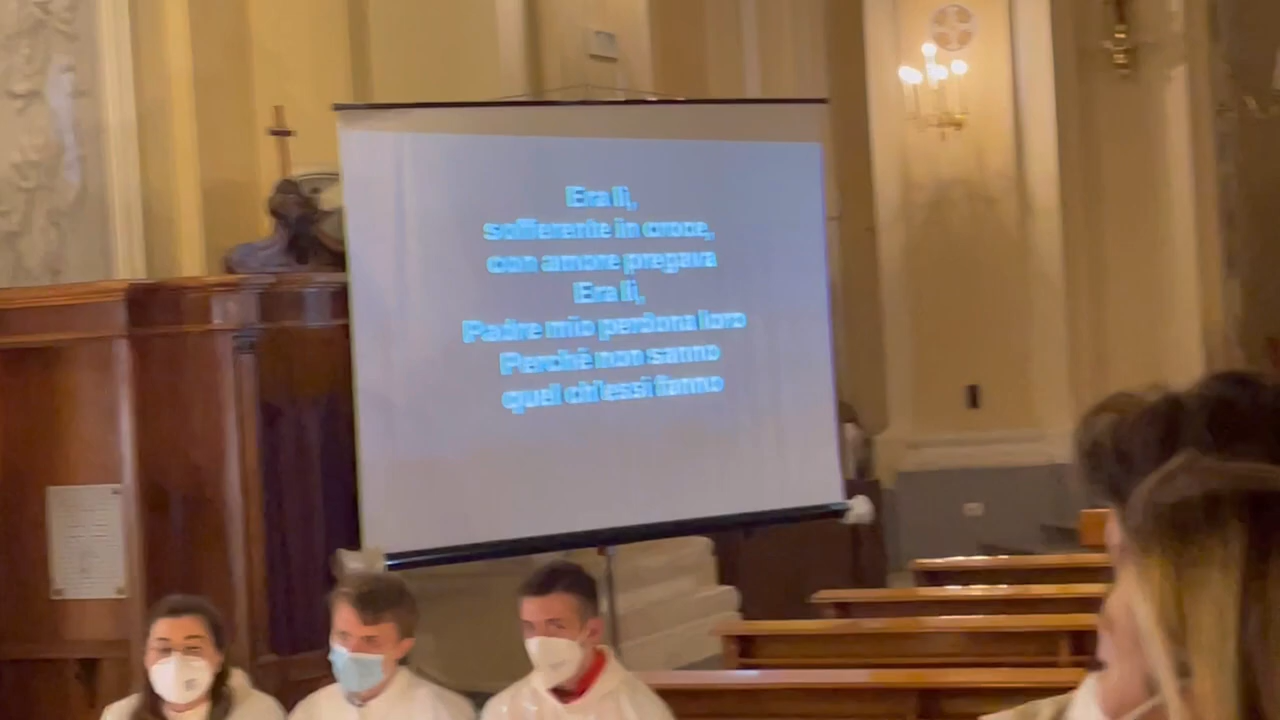 Era lì,
sofferente in croce,
con amore pregava
Era lì,
Padre mio perdona loro
Perché non sanno
quel ch'essi fanno